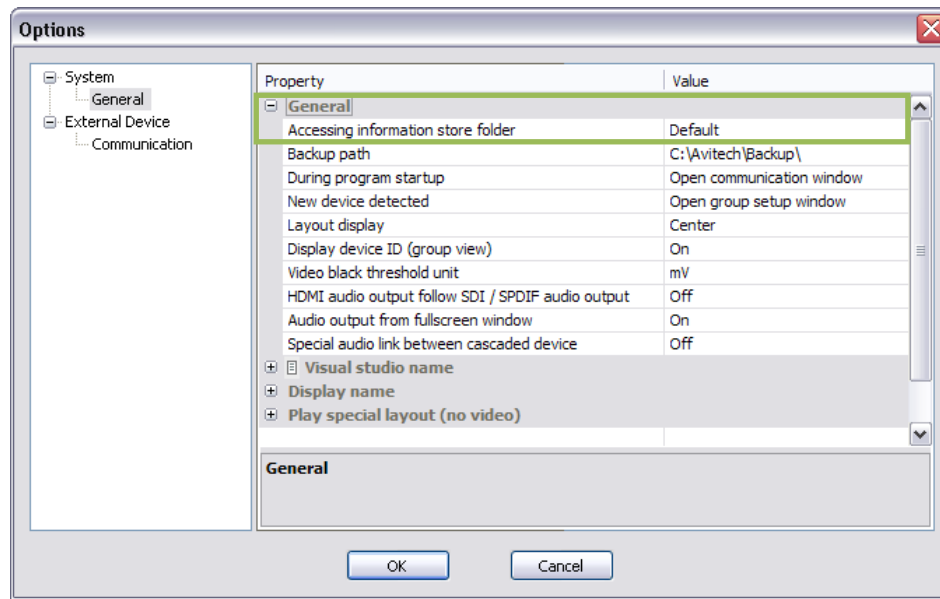 Options
System
General
External Device
Communication
Property Value
General
Accessing information store folder Default
Backup path C:\Avitech\Backup\
During program startup Open communication window
New device detected Open group setup window
Layout display Center
Display device ID (group view) On
Video black threshold unit mV
HDMI audio output follow SDI / SPDIF audio output Off
Audio output from fullscreen window On
Special audio link between cascaded device Off
Visual studio name
Display name
Play special layout (no video)
General
OK Cancel